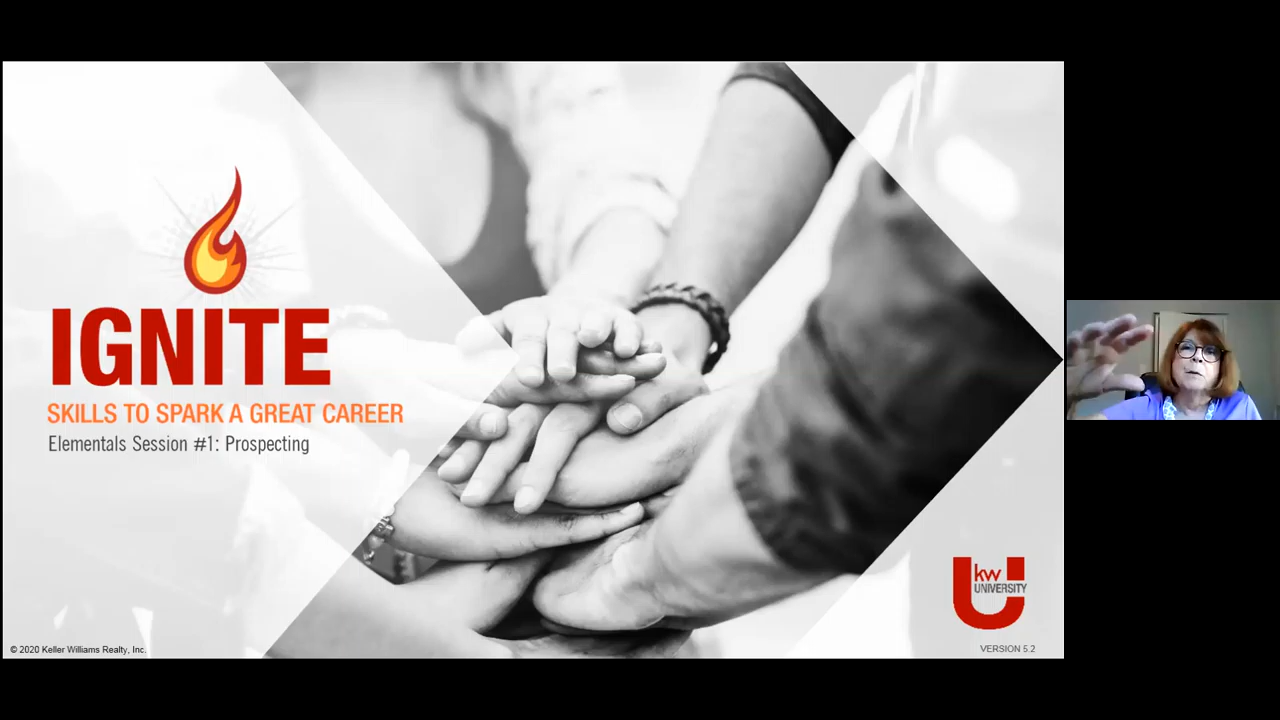 IGNITE
SKILLS TO SPARK A GREAT CAREER
Elementals Session #1: Prospecting
kw
UNIVERSITY
© 2020 Keller Williams Realty, Inc.
VERSION 5.2